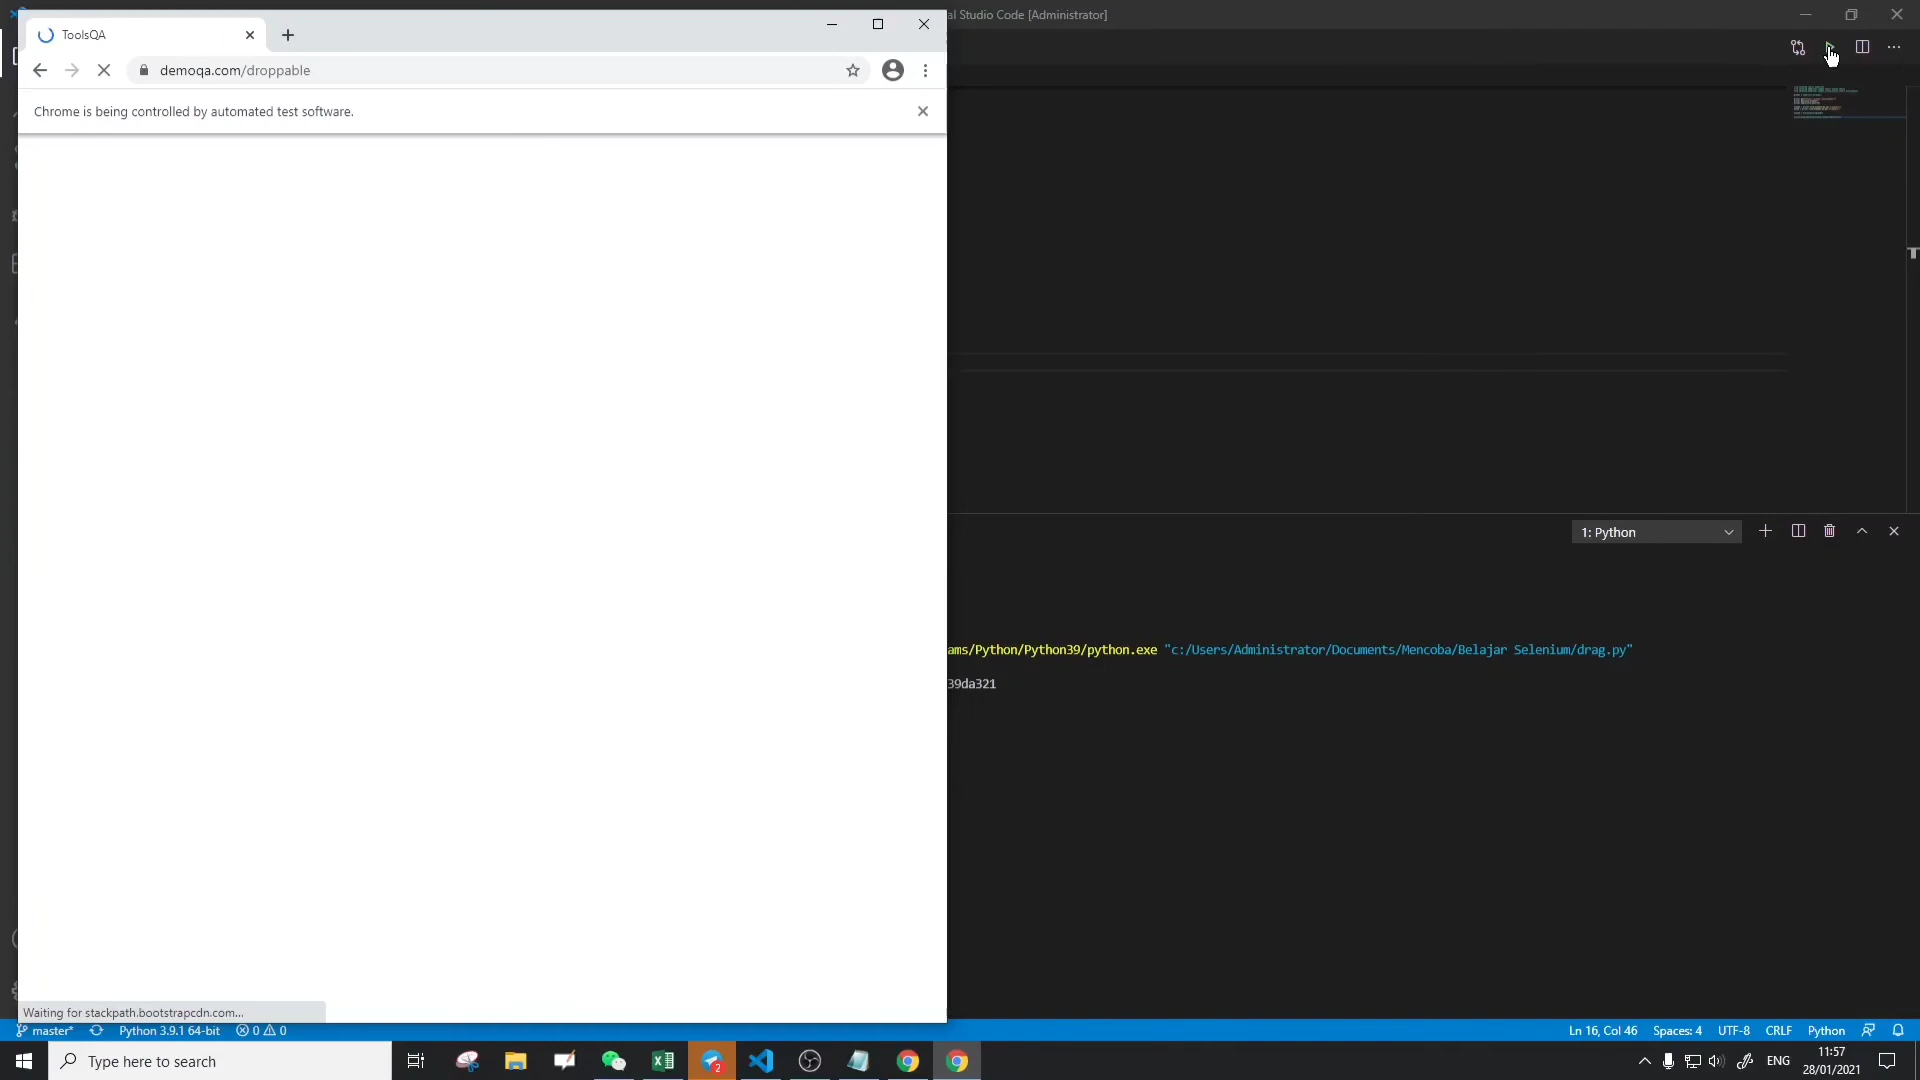 ToolsQA
al Studio Code [Administrator]
demoqa.com/droppable
Chrome is being controlled by automated test software.
1: Python
ams/Python/Python39/python.exe "c:/Users/Administrator/Documents/Mencoba/Belajar Selenium/drag.py"
39da321
Waiting for stackpath.bootstrapcdn.com...
master*
Python 3.9.1 64-bit
0
0
Ln 16, Col 46
Spaces: 4
UTF-8
CRLF
Python
Type here to search
2
ENG
11:57
28/01/2021